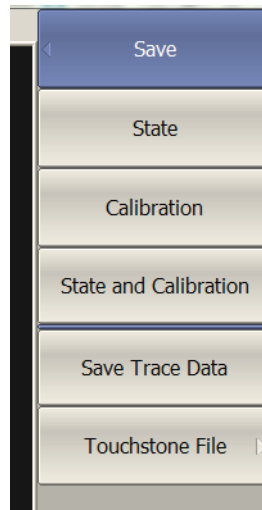 Save
State
Calibration
State and Calibration
Save Trace Data
Touchstone File